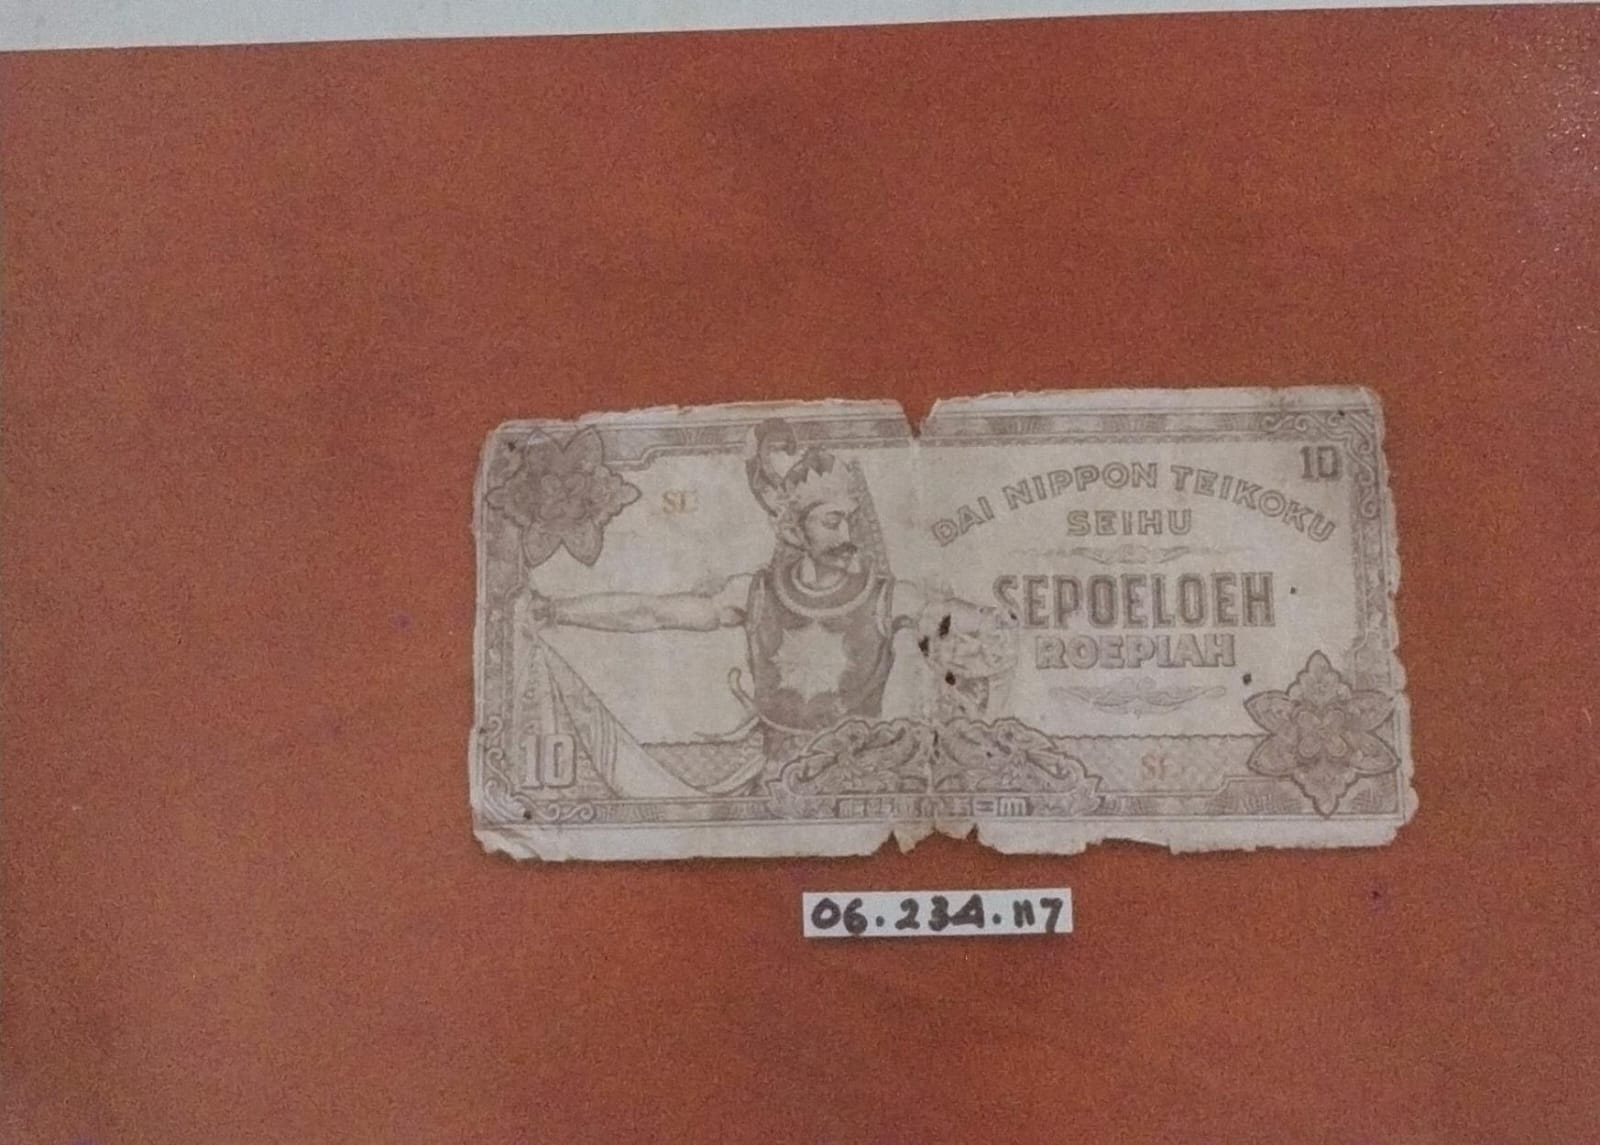 10
SE
DAI NIPPON TEIKOKU
SEIHU
SEPOELOEH
ROEPIAH
10
SE
06.234.117